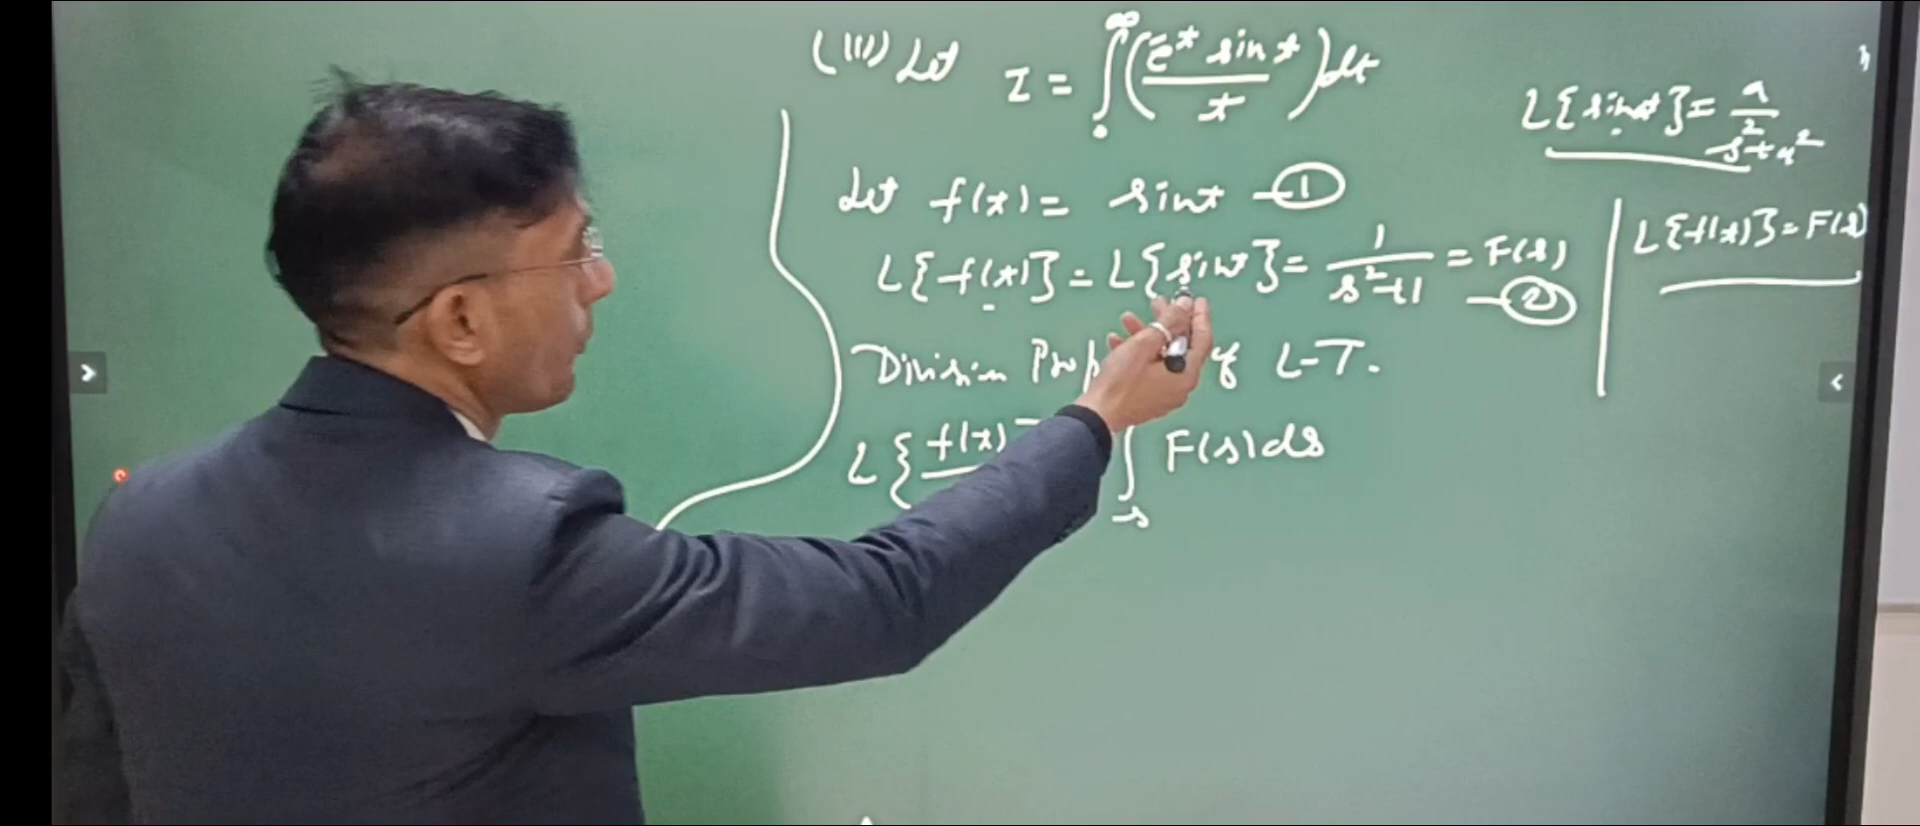 (III) Let I = ∫₀^∞ (e^-t sin t / t) dt
L{sin at} = a / s² + a²
Let f(t) = sin t — ①
L{f(t)} = L{sin t} = 1 / s²+1 = F(s) — ②
L{f(t)} = F(s)
Division of L-T.
L{ f(t) ∫ₛ F(s) ds